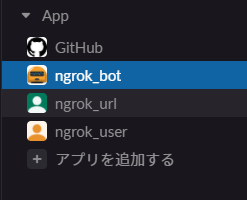 App
GitHub
ngrok_bot
ngrok_url
ngrok_user
アプリを追加する